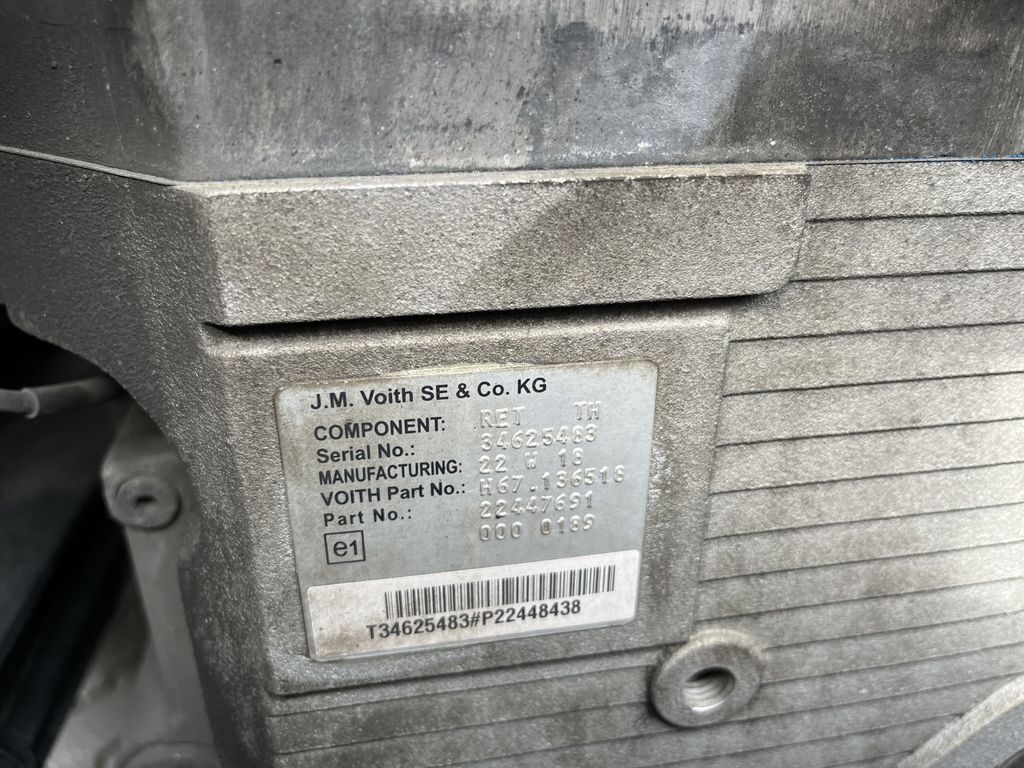 J.M. Voith SE & Co. KG
COMPONENT: RET TH
Serial No.: 34625483
MANUFACTURING: 22 W 18
VOITH Part No.: H67.136518
Part No.: 22447691
000 0189
e1
T34625483#P22448438